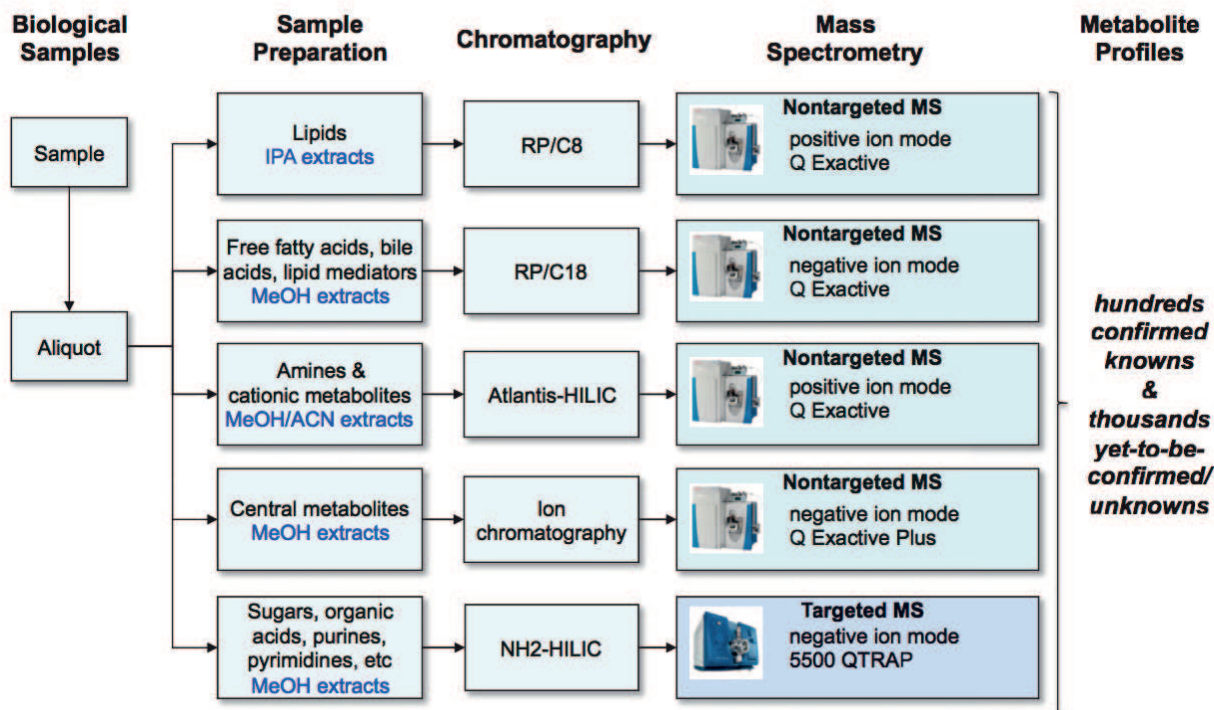 Biological
Samples
Sample
Preparation
Chromatography
Mass
Spectrometry
Metabolite
Profiles
Sample
Aliquot
Lipids
IPA extracts
RP/C8
Nontargeted MS
positive ion mode
Q Exactive
Free fatty acids, bile
acids, lipid mediators
MeOH extracts
RP/C18
Nontargeted MS
negative ion mode
Q Exactive
Amines &
cationic metabolites
MeOH/ACN extracts
Atlantis-HILIC
Nontargeted MS
positive ion mode
Q Exactive
Central metabolites
MeOH extracts
Ion
chromatography
Nontargeted MS
negative ion mode
Q Exactive Plus
Sugars, organic
acids, purines,
pyrimidines, etc
MeOH extracts
NH2-HILIC
Targeted MS
negative ion mode
5500 QTRAP
hundreds
confirmed
knowns
&
thousands
yet-to-be-
confirmed/
unknowns